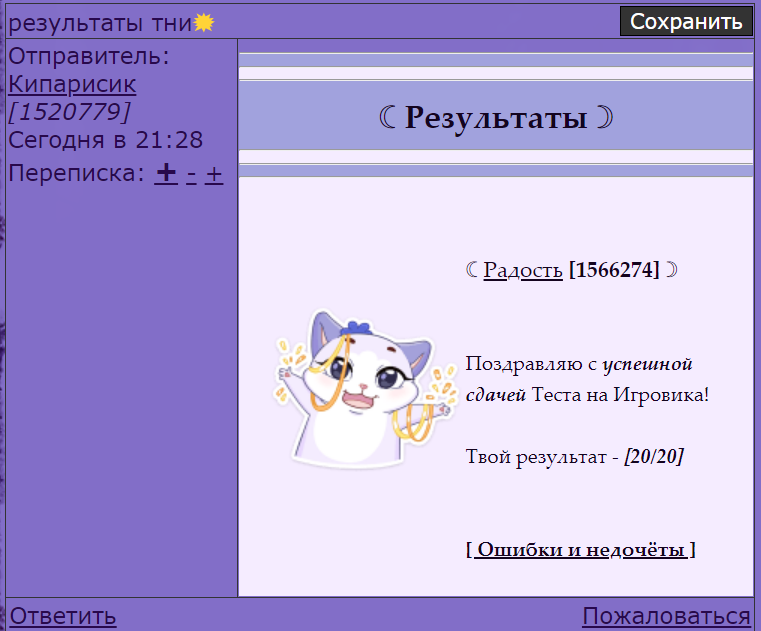 результаты тни
Сохранить
Отправитель:
Кипарисик
[1520779]
Сегодня в 21:28
Переписка: + - +
☾ Результаты ☽
☾ Радость [1566274] ☽
Поздравляю с успешной
сдачей Теста на Игровика!
Твой результат - [20/20]
[ Ошибки и недочёты ]
Ответить
Пожаловаться